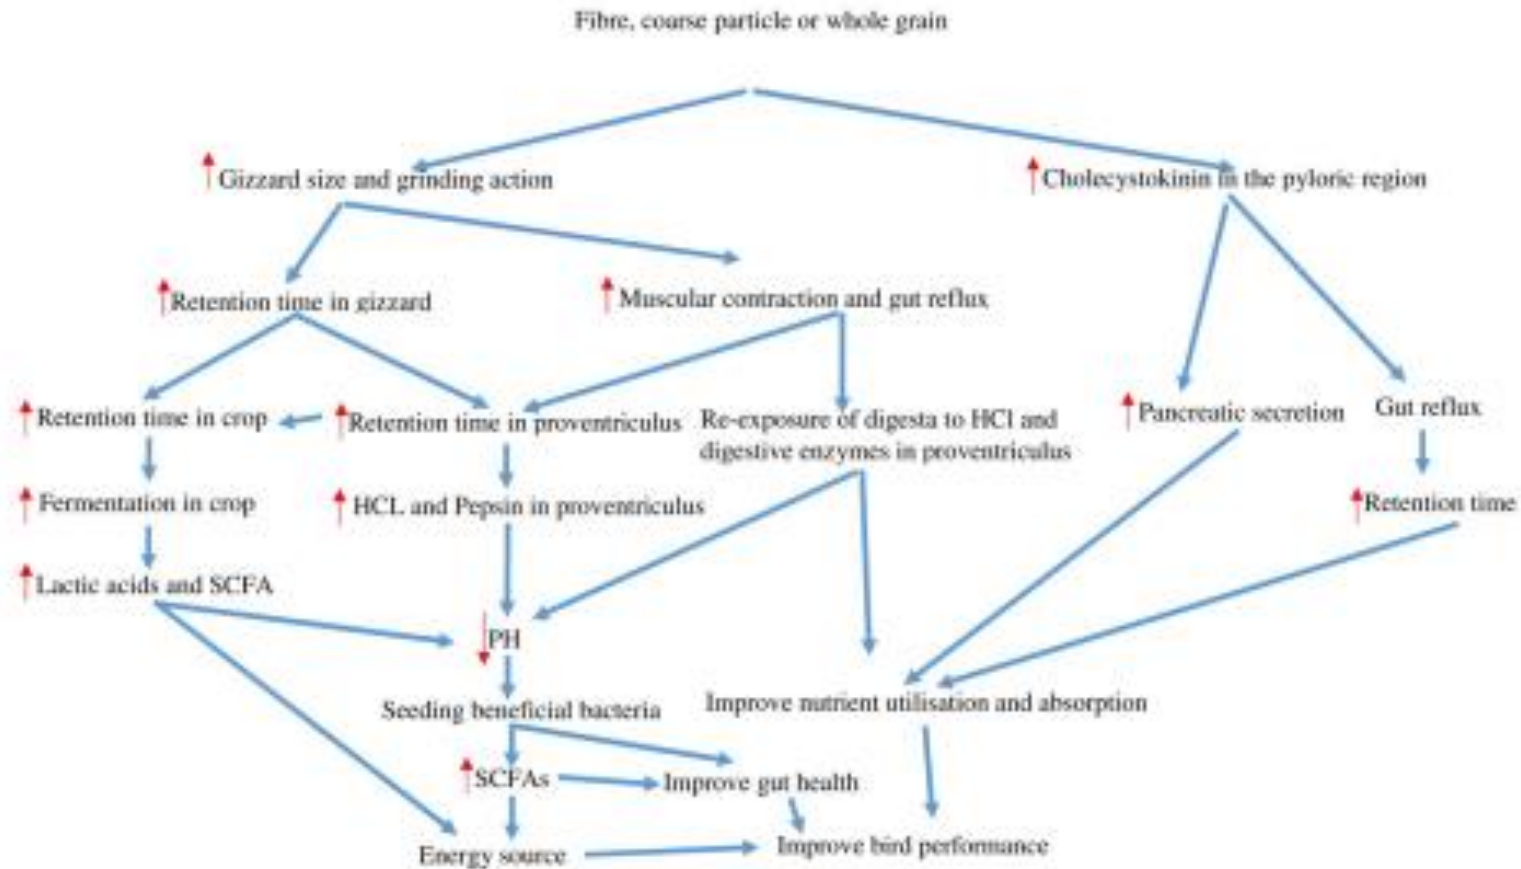 Fibre, coarse particle or whole grain
Gizzard size and grinding action
Cholecystokinin in the pyloric region
Retention time in gizzard
Muscular contraction and gut reflux
Retention time in crop
Retention time in proventriculus
Re-exposure of digesta to HCl and
digestive enzymes in proventriculus
Pancreatic secretion
Gut reflux
Fermentation in crop
HCL and Pepsin in proventriculus
Retention time
Lactic acids and SCFA
PH
Seeding beneficial bacteria
Improve nutrient utilisation and absorption
SCFAs
Improve gut health
Energy source
Improve bird performance